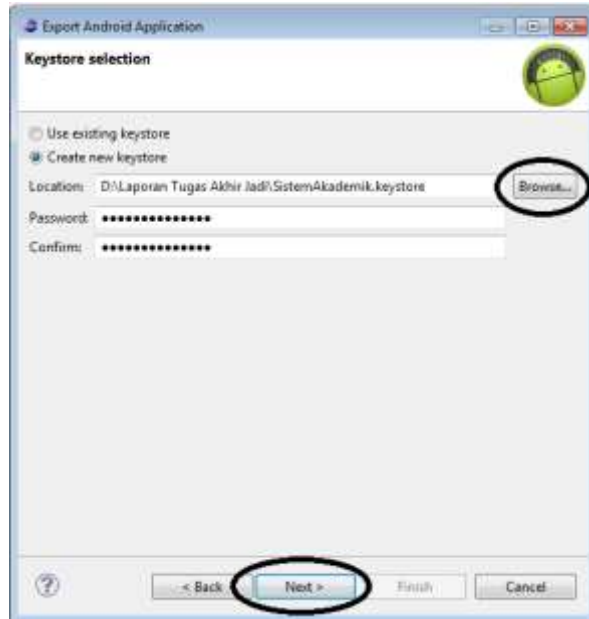 Export Android Application
Keystore selection
Use existing keystore
Create new keystore
Location: D:\Laporan Tugas Akhir Jadi\SistemAkademik.keystore Browse...
Password: ••••••••••••••
Confirm: ••••••••••••••
? < Back Next > Finish Cancel